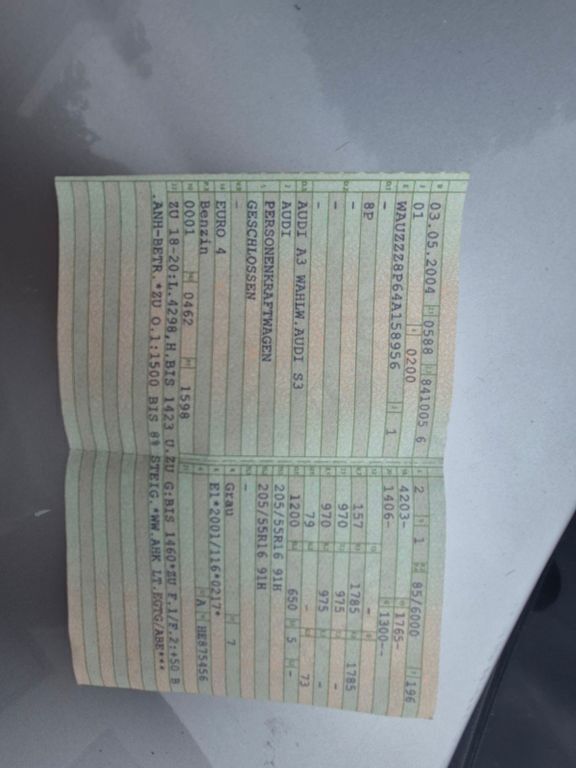 03.05.2004 0588 841005 6
01 0200
WAUZZZ8P64A158956 1
-
8P
-
-
-
AUDI A3 WAHLW.AUDI S3
AUDI
PERSONENKRAFTWAGEN
GESCHLOSSEN
-
EURO 4
Benzin
0001 0462 1598
2 1 85/6000 196
4203- 1765-
1406- 1300--
-
157 1785 1785
970 975 -
970 975 -
79 - 73
1200 650 5 -
205/55R16 91H
205/55R16 91H
-
Grau 7
E1*2001/116*0217*
A HE875456
ZU 18-20:L.4298,H.BIS 1423 U.ZU G:BIS 1460*ZU F.1/F.2:+50 B
.ANH-BETR.*ZU O.1:1500 BIS 8% STEIG.*WW.AHK LT.EGTG/ABE***